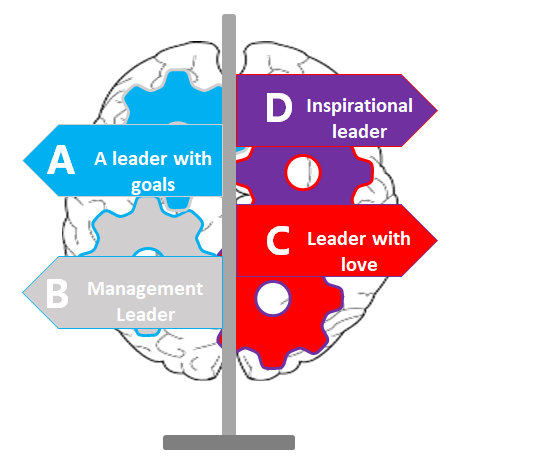 D
Inspirational
leader
A
A leader with
goals
C
Leader with
love
B
Management
Leader